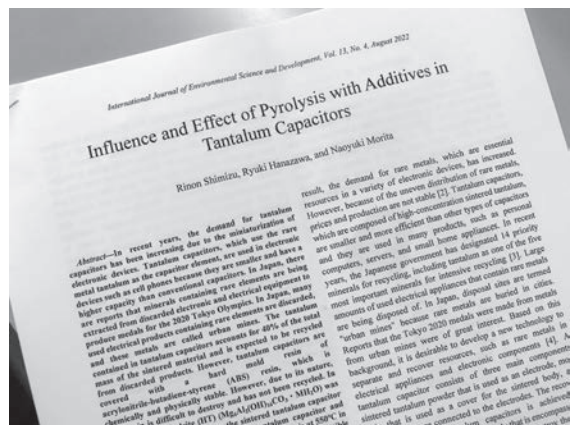 International Journal of Environmental Science and Development, Vol. 13, No. 4, August 2022
Influence and Effect of Pyrolysis with Additives in
Tantalum Capacitors
Rinon Shimizu, Ryuki Hanazawa, and Naoyuki Morita
Abstract—In recent years, the demand for tantalum
capacitors has been increasing due to the miniaturization of
electronic devices. Tantalum capacitors, which use the rare
metal tantalum as the capacitor element, are used in electronic
devices such as cell phones because they are smaller and have a
higher capacity than conventional capacitors. In Japan, there
are reports that minerals containing rare elements are being
extracted from discarded electronic and electrical equipment to
produce medals for the 2020 Tokyo Olympics. In Japan, many
used electrical products containing rare elements are discarded,
and these metals are called urban mines. The tantalum
contained in tantalum capacitors accounts for 40% of the total
mass of the sintered material and is expected to be recycled
from discarded products. However, tantalum capacitors are
covered with a hard mold resin of
acrylonitrile-butadiene-styrene (ABS) resin, which is
chemically and physically stable. However, due to its nature,
is difficult to destroy and has not been recycled. In
(HT) (Mg₆Al₂(OH)₁₆CO₃・MH₂O) was
the sintered tantalum capacitor
tantalum capacitor and
at 550°C in
result, the demand for rare metals, which are essential
resources in a variety of electronic devices, has increased.
However, because of the uneven distribution of rare metals,
prices and production are not stable [2]. Tantalum capacitors,
which are composed of high-concentration sintered tantalum,
are smaller and more efficient than other types of capacitors
and they are used in many products, such as personal
computers, servers, and small home appliances. In recent
years, the Japanese government has designated 14 priority
minerals for recycling, including tantalum as one of the five
most important minerals for intensive recycling [3]. Large
amounts of used electrical appliances that contain rare metals
are being disposed of. In Japan, disposal sites are termed
"urban mines" because rare metals are buried in cities.
Reports that the Tokyo 2020 medals were made from metals
from urban mines were of great interest. Based on this
background, it is desirable to develop a new technology to
separate and recover resources, such as rare metals in
electrical appliances and electronic components [4]. A
tantalum capacitor consists of three main components:
sintered tantalum powder that is used as an electrode, mo
that is used as a cover for the sintered body, a
connected to the electrodes. The reco
capacitors is achieve
that is encompas